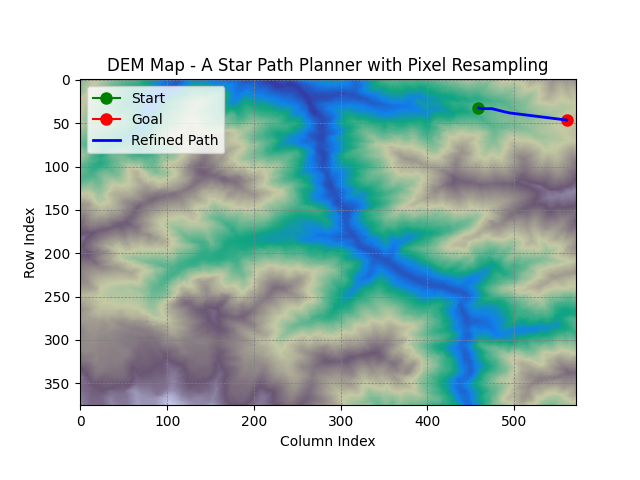 DEM Map - A Star Path Planner with Pixel Resampling
Start
Goal
Refined Path
0
50
100
150
200
250
300
350
Row Index
0 100 200 300 400 500
Column Index